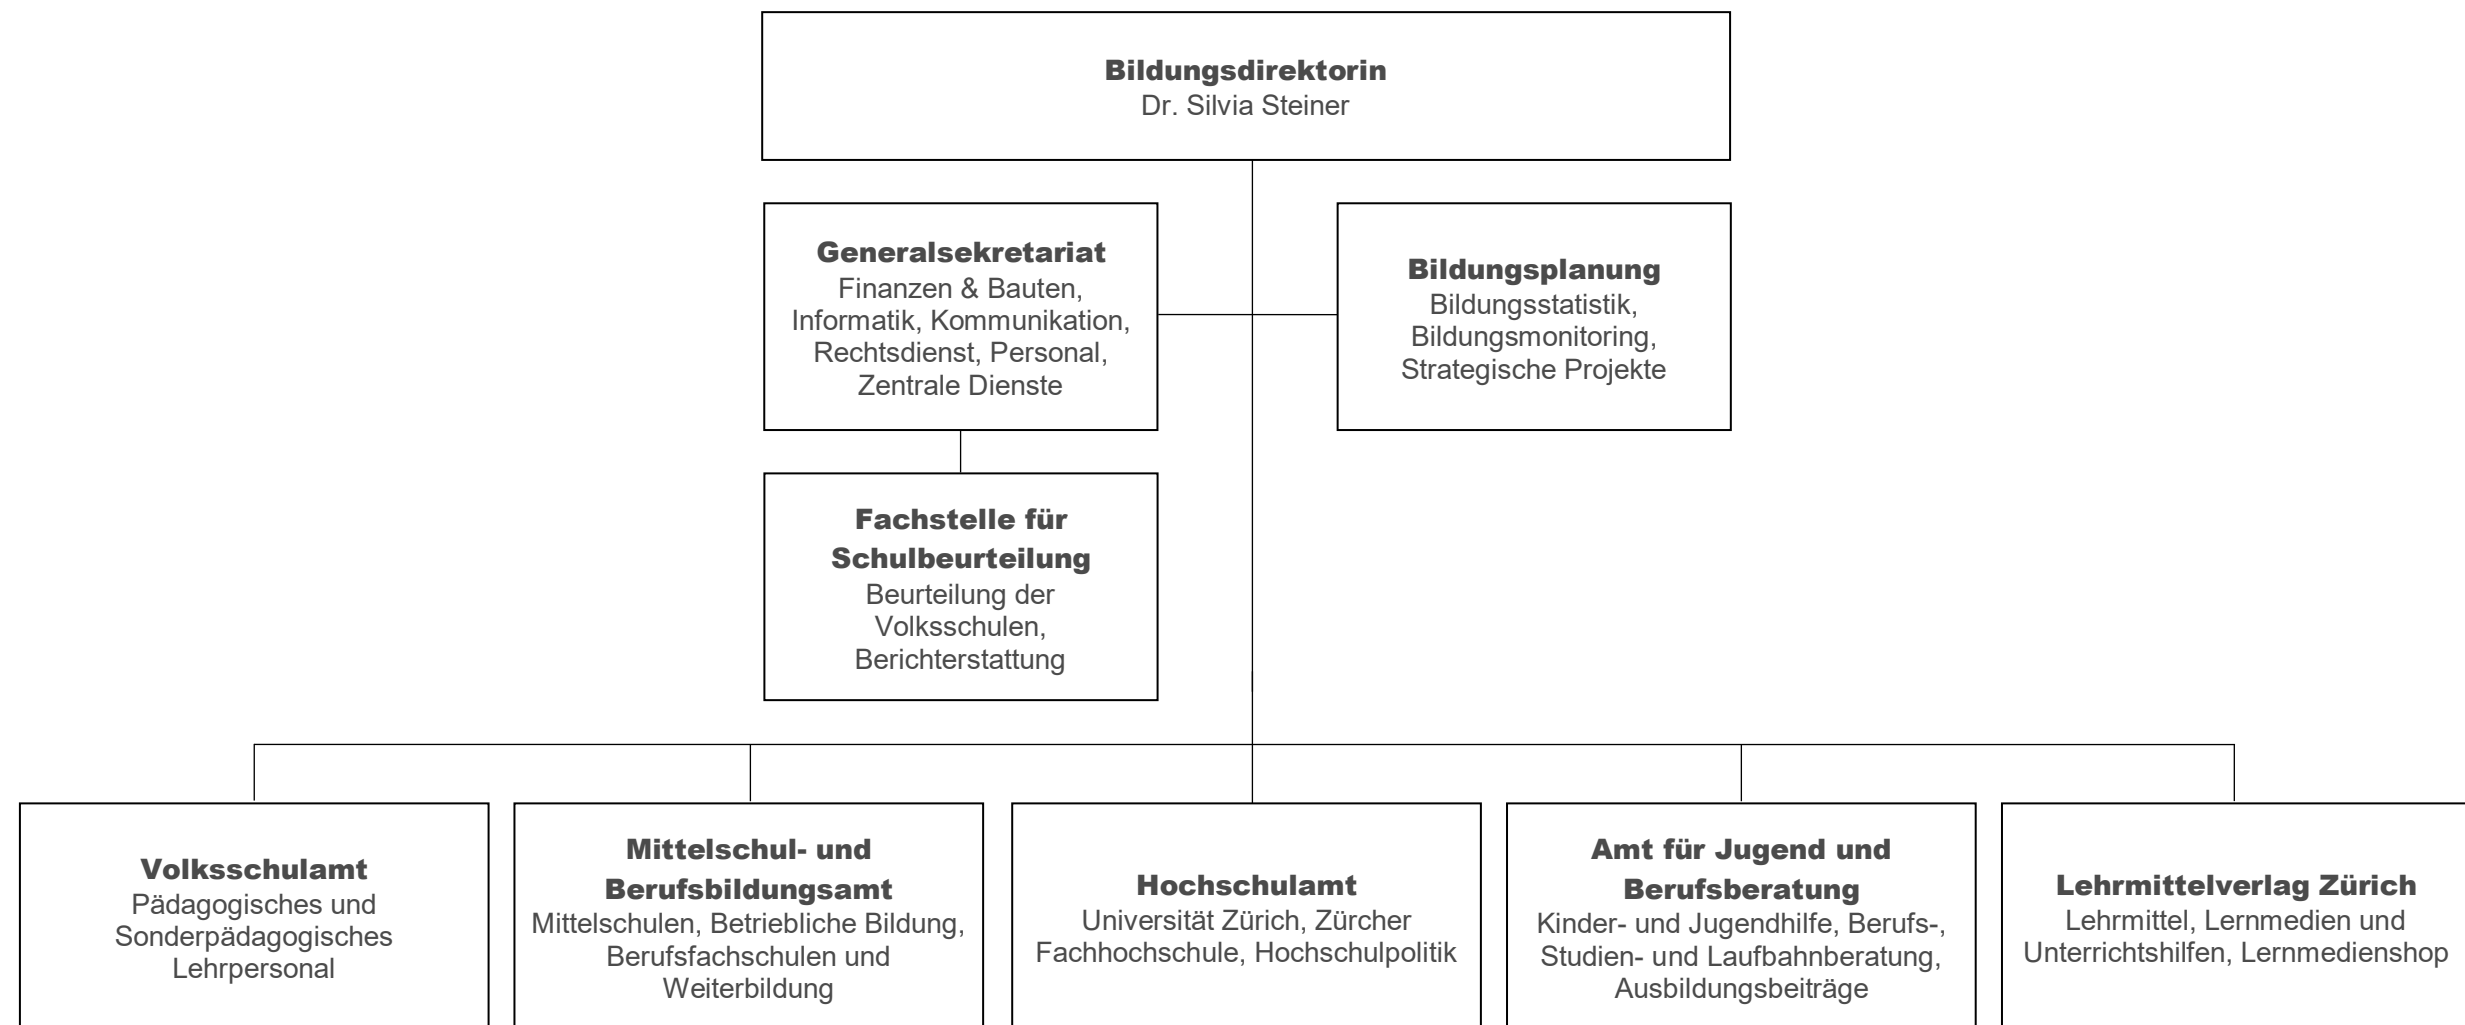 Bildungsdirektorin
Dr. Silvia Steiner
Generalsekretariat
Finanzen & Bauten,
Informatik, Kommunikation,
Rechtsdienst, Personal,
Zentrale Dienste
Bildungsplanung
Bildungsstatistik,
Bildungsmonitoring,
Strategische Projekte
Fachstelle für
Schulbeurteilung
Beurteilung der
Volksschulen,
Berichterstattung
Volksschulamt
Pädagogisches und
Sonderpädagogisches
Lehrpersonal
Mittelschul- und
Berufsbildungsamt
Mittelschulen, Betriebliche Bildung,
Berufsfachschulen und
Weiterbildung
Hochschulamt
Universität Zürich, Zürcher
Fachhochschule, Hochschulpolitik
Amt für Jugend und
Berufsberatung
Kinder- und Jugendhilfe, Berufs-,
Studien- und Laufbahnberatung,
Ausbildungsbeiträge
Lehrmittelverlag Zürich
Lehrmittel, Lernmedien und
Unterrichtshilfen, Lernmedienshop